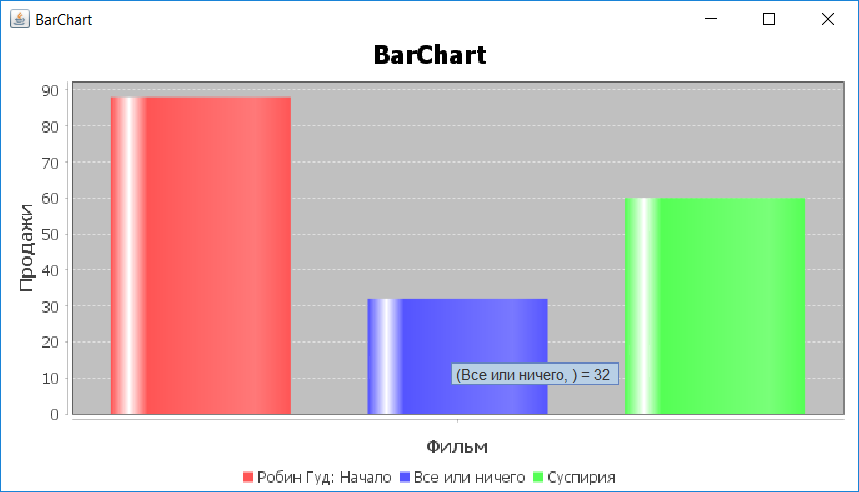 BarChart
BarChart
90
80
70
60
50
40
30
20
10
0
Продажи
(Все или ничего, ) = 32
Фильм
Робин Гуд: Начало Все или ничего Суспирия